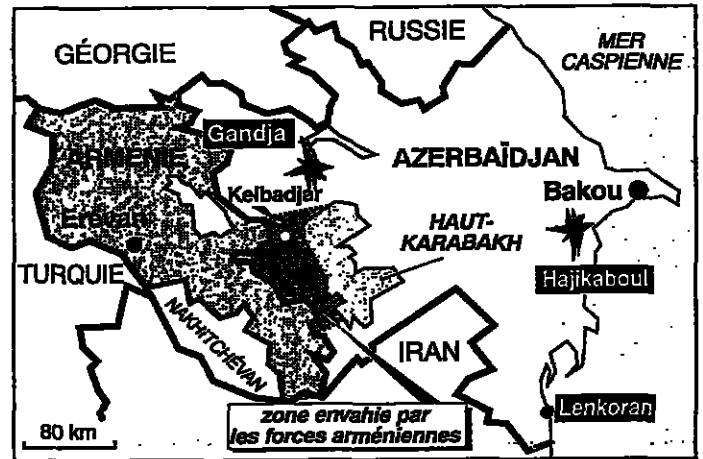 RUSSIE
GÉORGIE
MER
CASPIENNE
Gandja
ARMÉNIE
AZERBAÏDJAN
Kelbadjar
Bakou
Erevan
HAUT-
KARABAKH
TURQUIE
Hajikaboul
NAKHITCHÉVAN
IRAN
Lenkoran
zone envahie par
les forces arméniennes
80 km